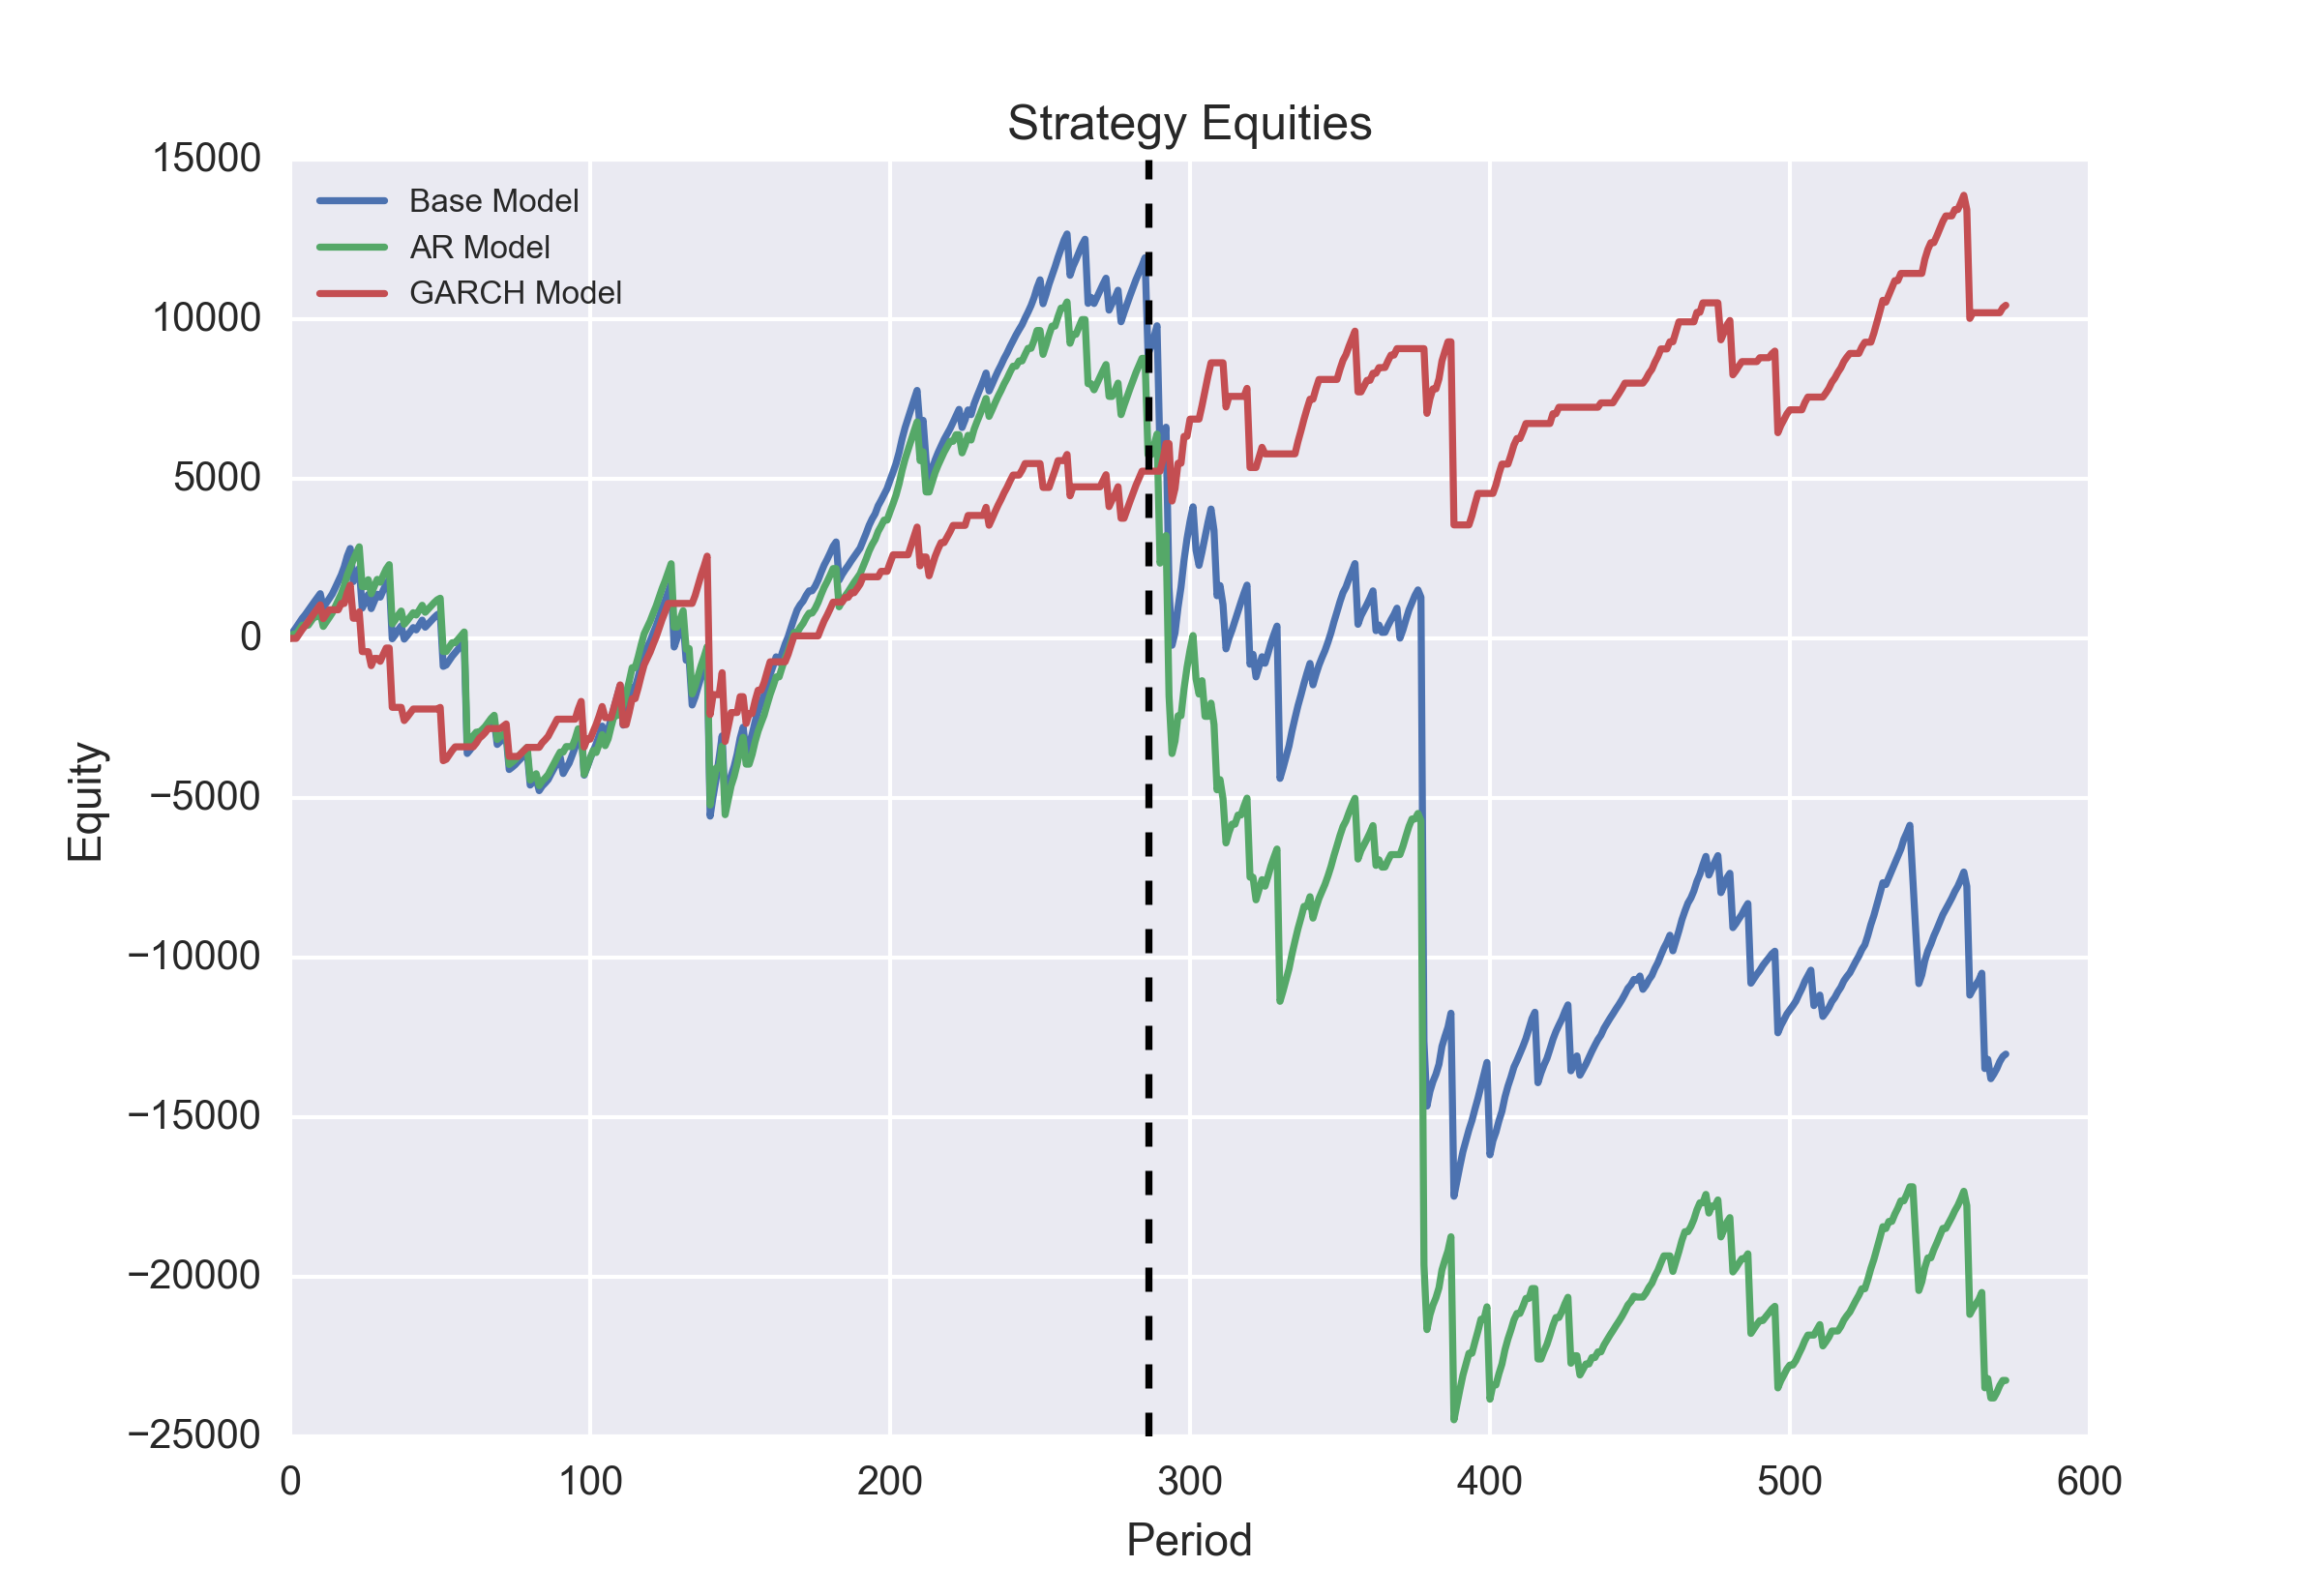 Strategy Equities
15000
10000
5000
0
−5000
−10000
−15000
−20000
−25000
Base Model
AR Model
GARCH Model
Equity
0 100 200 300 400 500 600
Period